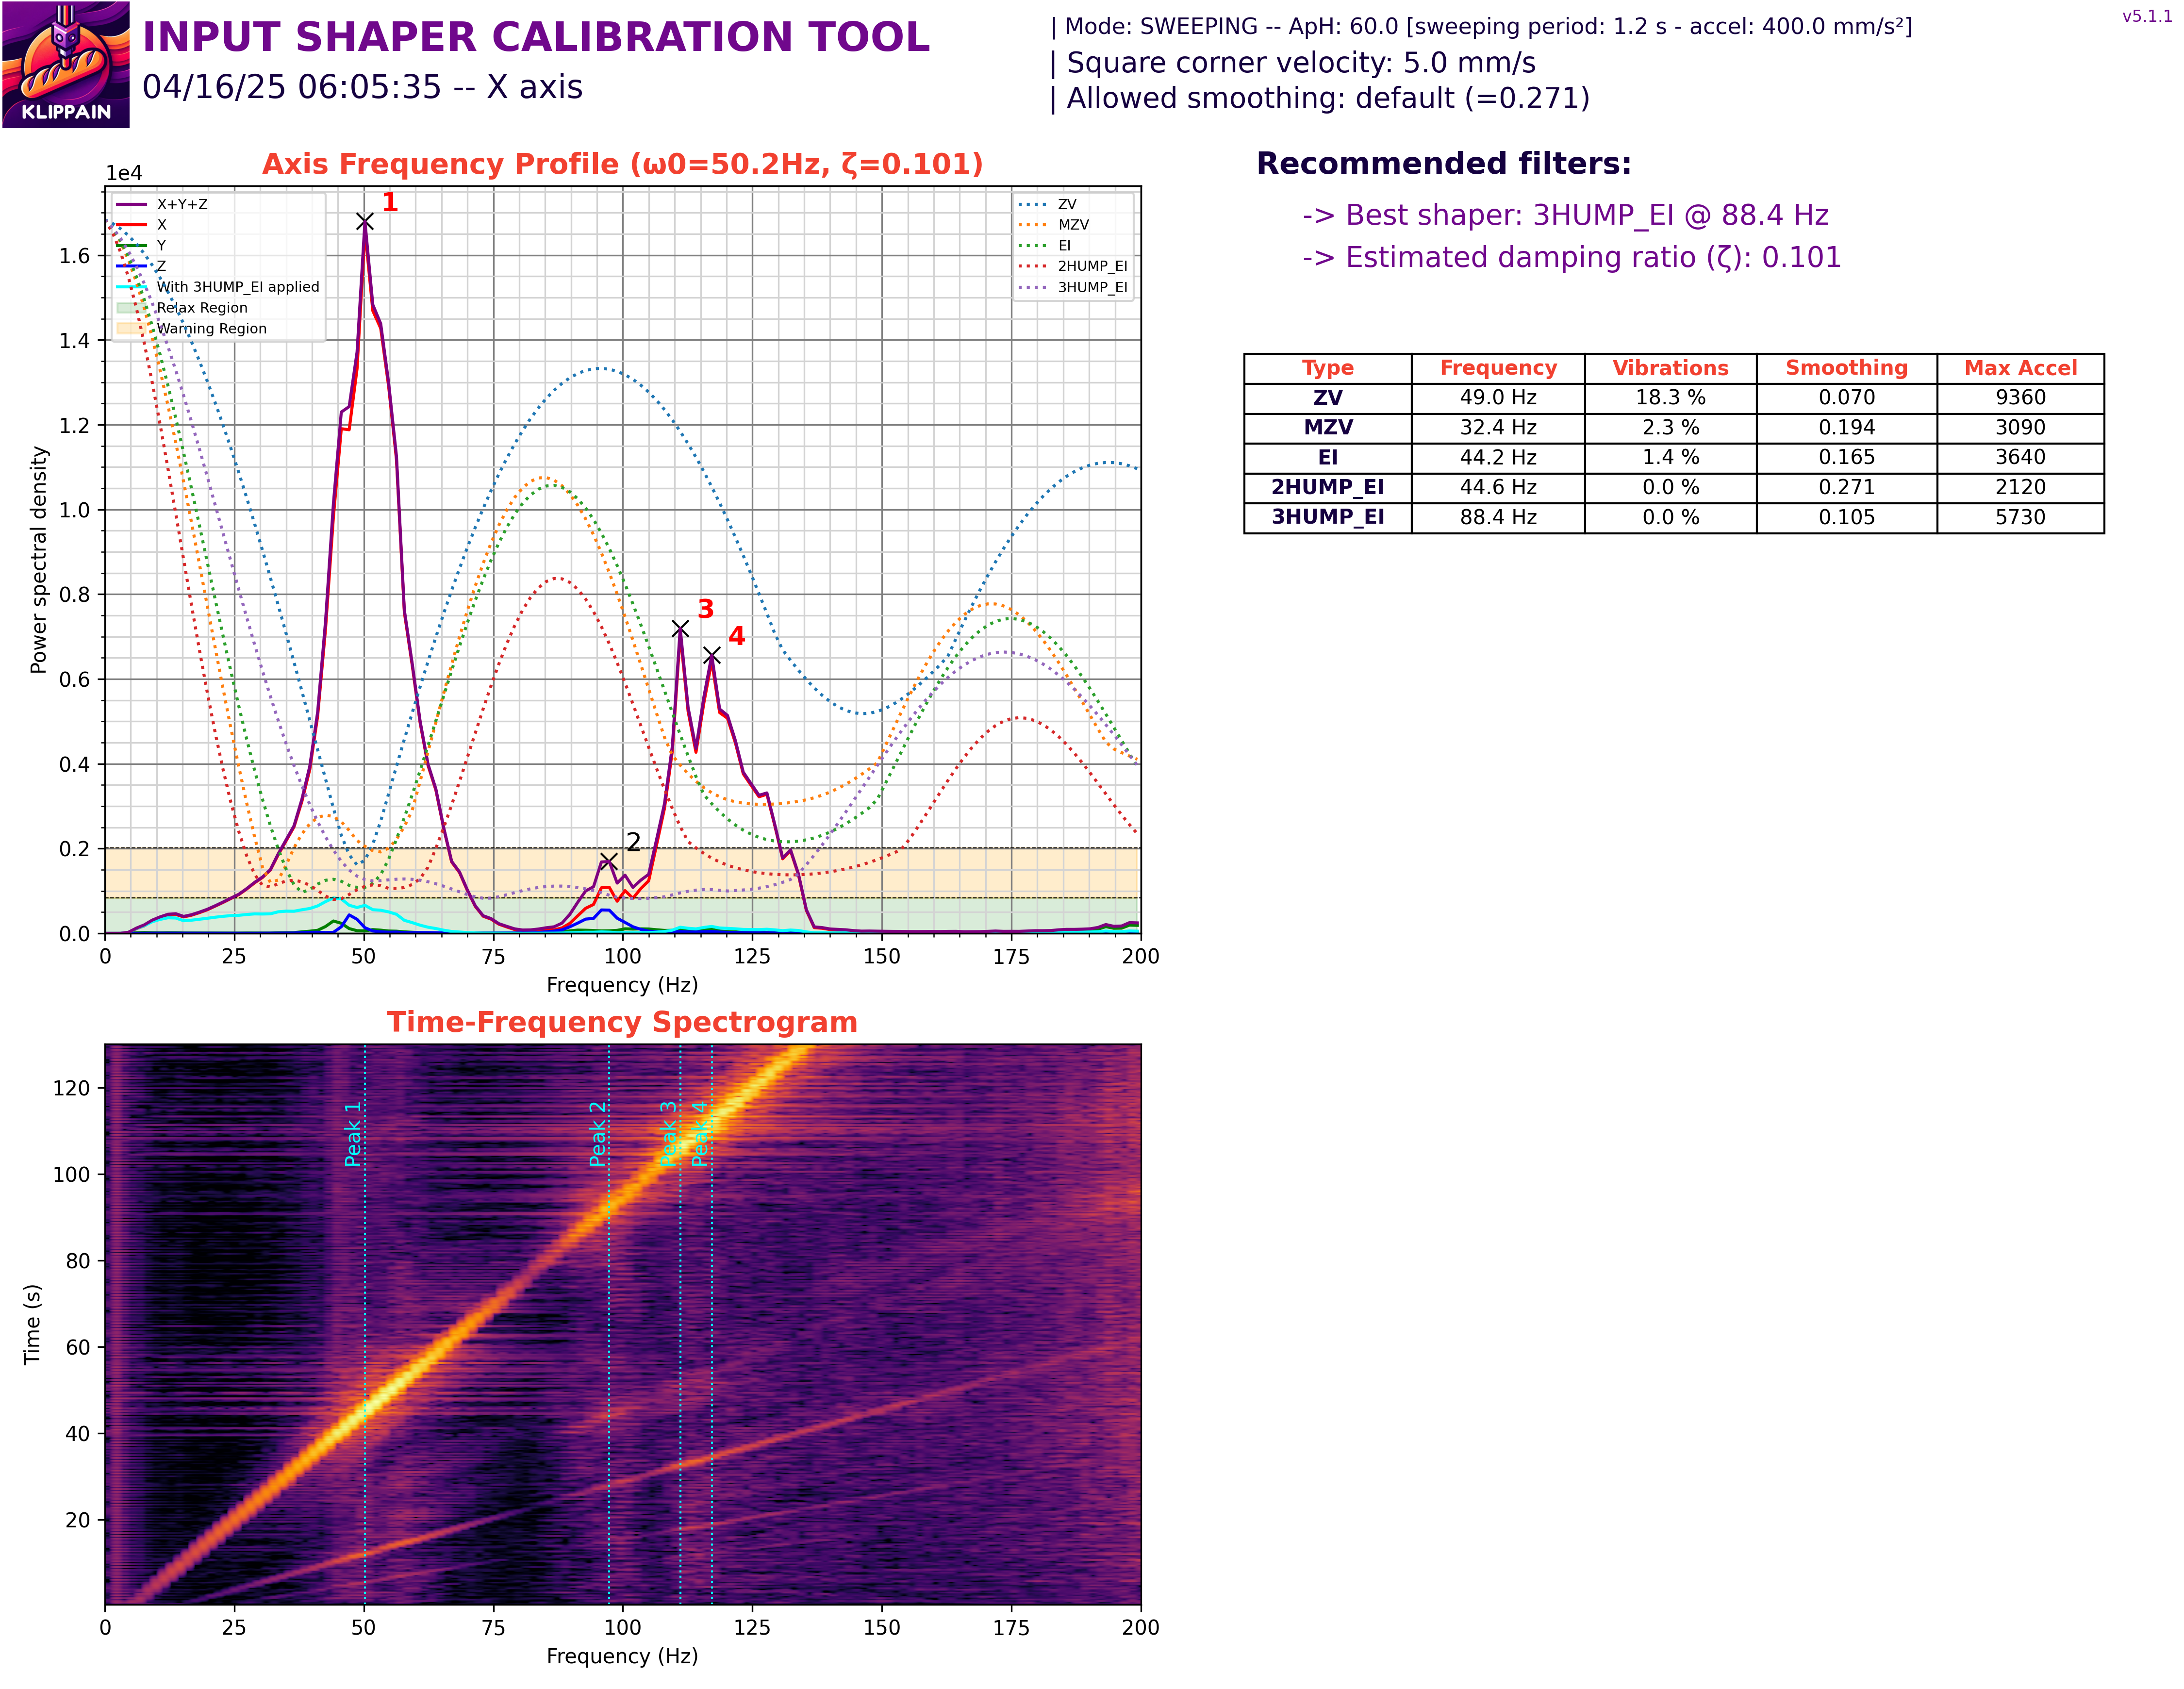 KLIPPAIN
INPUT SHAPER CALIBRATION TOOL
04/16/25 06:05:35 -- X axis
| Mode: SWEEPING -- ApH: 60.0 [sweeping period: 1.2 s - accel: 400.0 mm/s²]
| Square corner velocity: 5.0 mm/s
| Allowed smoothing: default (=0.271)
v5.1.1
Axis Frequency Profile (ω0=50.2Hz, ζ=0.101)
1e4
X+Y+Z
X
Y
Z
With 3HUMP_EI applied
Relax Region
Warning Region
ZV
MZV
EI
2HUMP_EI
3HUMP_EI
1
2
3
4
Power spectral density
1.6
1.4
1.2
1.0
0.8
0.6
0.4
0.2
0.0
0 25 50 75 100 125 150 175 200
Frequency (Hz)
Recommended filters:
-> Best shaper: 3HUMP_EI @ 88.4 Hz
-> Estimated damping ratio (ζ): 0.101
Type Frequency Vibrations Smoothing Max Accel
ZV 49.0 Hz 18.3 % 0.070 9360
MZV 32.4 Hz 2.3 % 0.194 3090
EI 44.2 Hz 1.4 % 0.165 3640
2HUMP_EI 44.6 Hz 0.0 % 0.271 2120
3HUMP_EI 88.4 Hz 0.0 % 0.105 5730
Time-Frequency Spectrogram
Peak 1
Peak 2
Peak 3
Peak 4
Time (s)
120
100
80
60
40
20
0 25 50 75 100 125 150 175 200
Frequency (Hz)